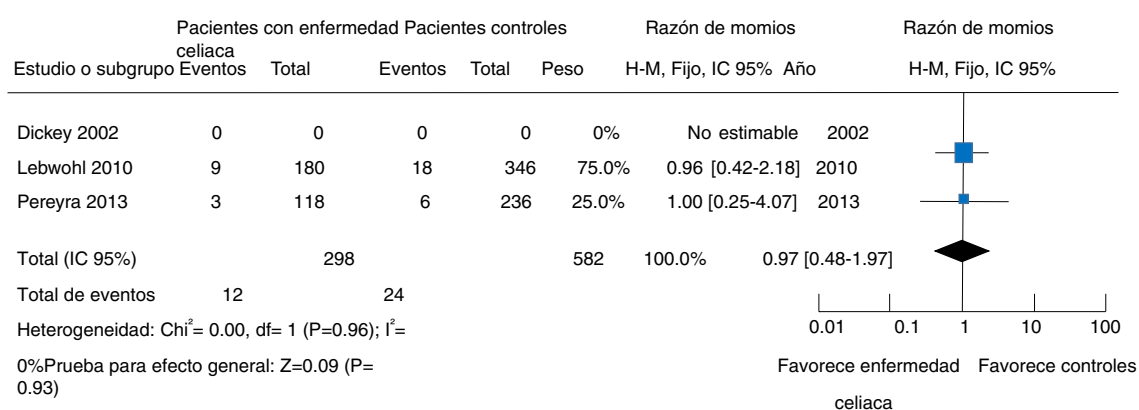 Pacientes con enfermedad celiaca Pacientes controles Razón de momios Razón de momios
Estudio o subgrupo Eventos Total Eventos Total Peso H-M, Fijo, IC 95% Año H-M, Fijo, IC 95%
Dickey 2002 0 0 0 0 0% No estimable 2002
Lebwohl 2010 9 180 18 346 75.0% 0.96 [0.42-2.18] 2010
Pereyra 2013 3 118 6 236 25.0% 1.00 [0.25-4.07] 2013
Total (IC 95%) 298 582 100.0% 0.97 [0.48-1.97]
Total de eventos 12 24
Heterogeneidad: Chi²= 0.00, df= 1 (P=0.96); I²=
0%Prueba para efecto general: Z=0.09 (P=
0.93)
0.01 0.1 1 10 100
Favorece enfermedad celiaca Favorece controles